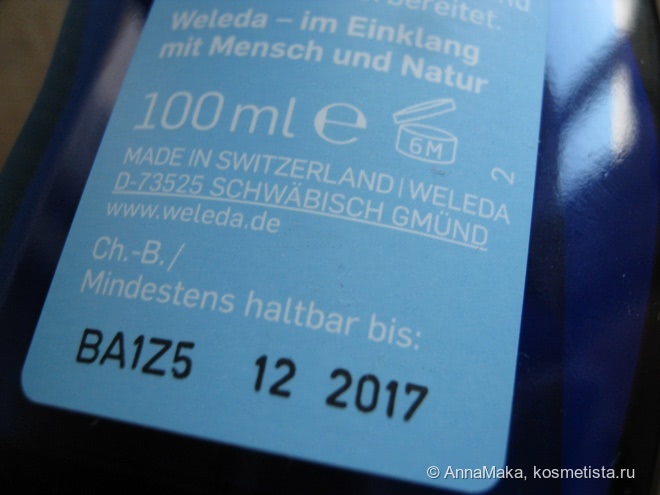 bereitet.
Weleda – im Einklang
mit Mensch und Natur
100 ml ℮ 6M
2
MADE IN SWITZERLAND | WELEDA
D-73525 SCHWÄBISCH GMÜND
www.weleda.de
Ch.-B./
Mindestens haltbar bis:
BA1Z5 12 2017
© AnnaMaka, kosmetista.ru